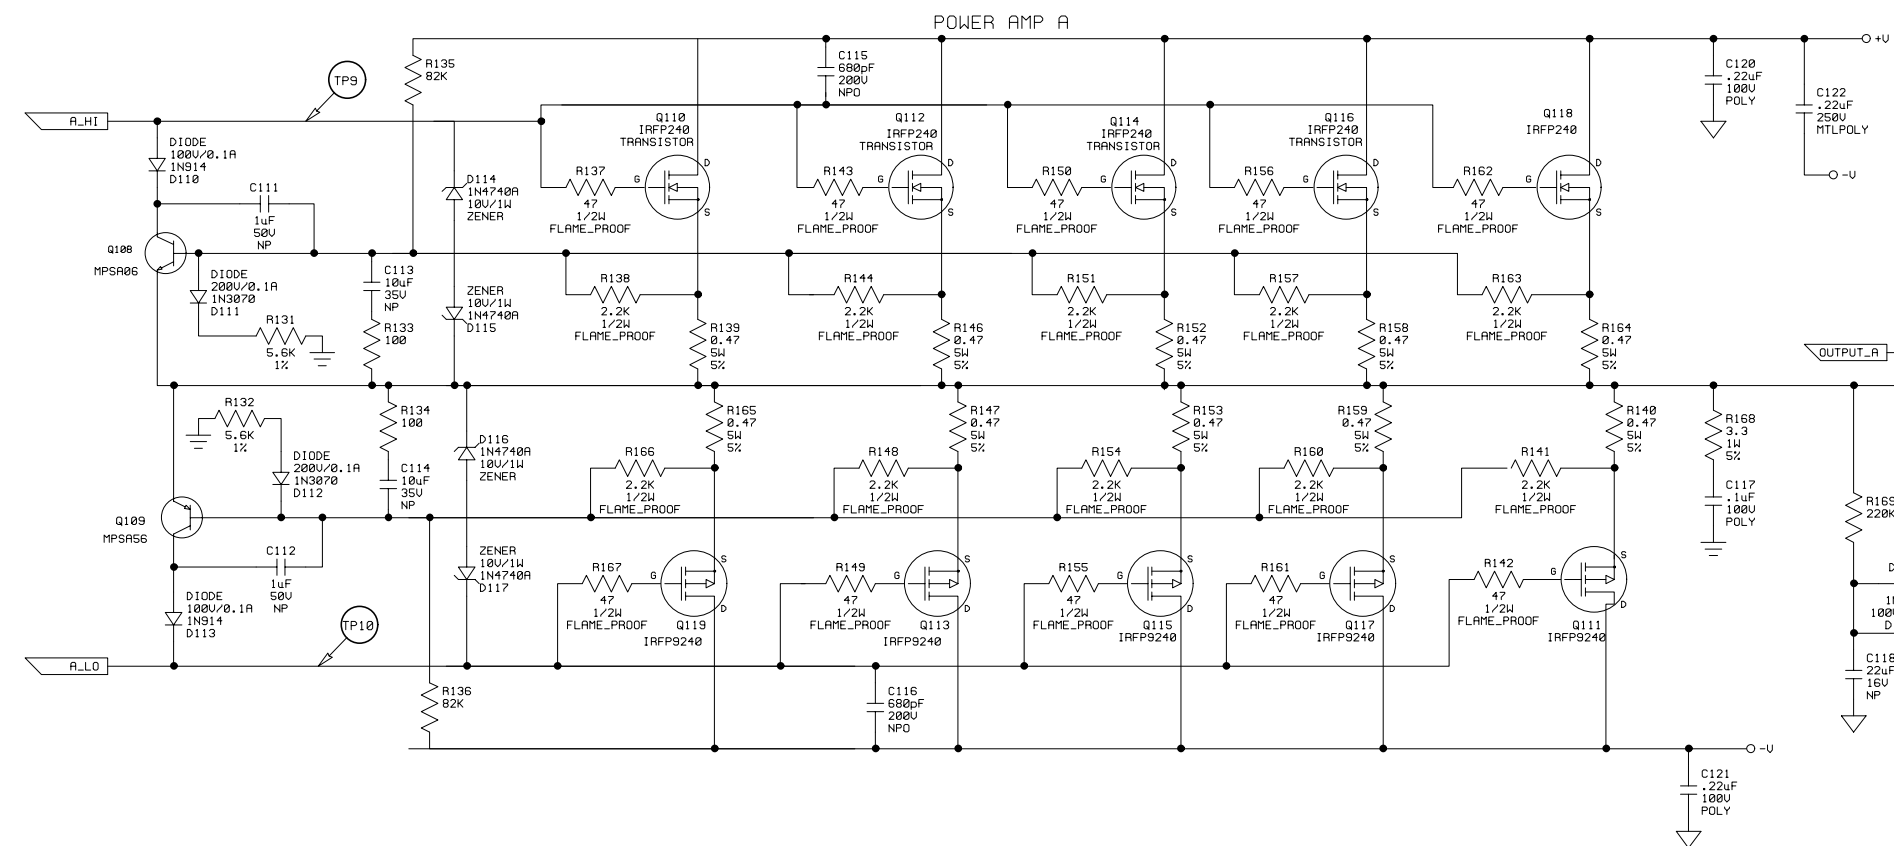 POWER AMP A
R135
82K
C115
680pF
200V
NPO
+V
C120
.22uF
100V
POLY
C122
.22uF
250V
MTLPOLY
-V
TP9
A_HI
DIODE
100V/0.1A
1N914
D110
C111
1uF
50V
NP
Q108
MPSA06
DIODE
200V/0.1A
1N3070
D111
R131
5.6K
1%
C113
10uF
35V
NP
R133
100
D114
1N4740A
10V/1W
ZENER
ZENER
10V/1W
1N4740A
D115
Q110
IRFP240
TRANSISTOR
R137
47
1/2W
FLAME_PROOF
G
D
S
R138
2.2K
1/2W
FLAME_PROOF
R139
0.47
5W
5%
Q112
IRFP240
TRANSISTOR
R143
47
1/2W
FLAME_PROOF
G
D
S
R144
2.2K
1/2W
FLAME_PROOF
R146
0.47
5W
5%
Q114
IRFP240
TRANSISTOR
R150
47
1/2W
FLAME_PROOF
G
D
S
R151
2.2K
1/2W
FLAME_PROOF
R152
0.47
5W
5%
Q116
IRFP240
TRANSISTOR
R156
47
1/2W
FLAME_PROOF
G
D
S
R157
2.2K
1/2W
FLAME_PROOF
R158
0.47
5W
5%
Q118
IRFP240
R162
47
1/2W
FLAME_PROOF
G
D
S
R163
2.2K
1/2W
FLAME_PROOF
R164
0.47
5W
5%
OUTPUT_A
R132
5.6K
1%
DIODE
200V/0.1A
1N3070
D112
R134
100
C114
10uF
35V
NP
D116
1N4740A
10V/1W
ZENER
ZENER
10V/1W
1N4740A
D117
Q109
MPSA56
C112
1uF
50V
NP
DIODE
100V/0.1A
1N914
D113
TP10
A_LO
R136
82K
R165
0.47
5W
5%
R166
2.2K
1/2W
FLAME_PROOF
R167
47
1/2W
FLAME_PROOF
G
S
D
Q119
IRFP9240
R147
0.47
5W
5%
R148
2.2K
1/2W
FLAME_PROOF
R149
47
1/2W
FLAME_PROOF
G
S
D
Q113
IRFP9240
C116
680pF
200V
NPO
R153
0.47
5W
5%
R154
2.2K
1/2W
FLAME_PROOF
R155
47
1/2W
FLAME_PROOF
G
S
D
Q115
IRFP9240
R159
0.47
5W
5%
R160
2.2K
1/2W
FLAME_PROOF
R161
47
1/2W
FLAME_PROOF
G
S
D
Q117
IRFP9240
R140
0.47
5W
5%
R141
2.2K
1/2W
FLAME_PROOF
R142
47
1/2W
FLAME_PROOF
G
S
D
Q111
IRFP9240
R168
3.3
1W
5%
C117
.1uF
100V
POLY
R169
220K
D
100V
D
C118
22uF
16V
NP
-V
C121
.22uF
100V
POLY